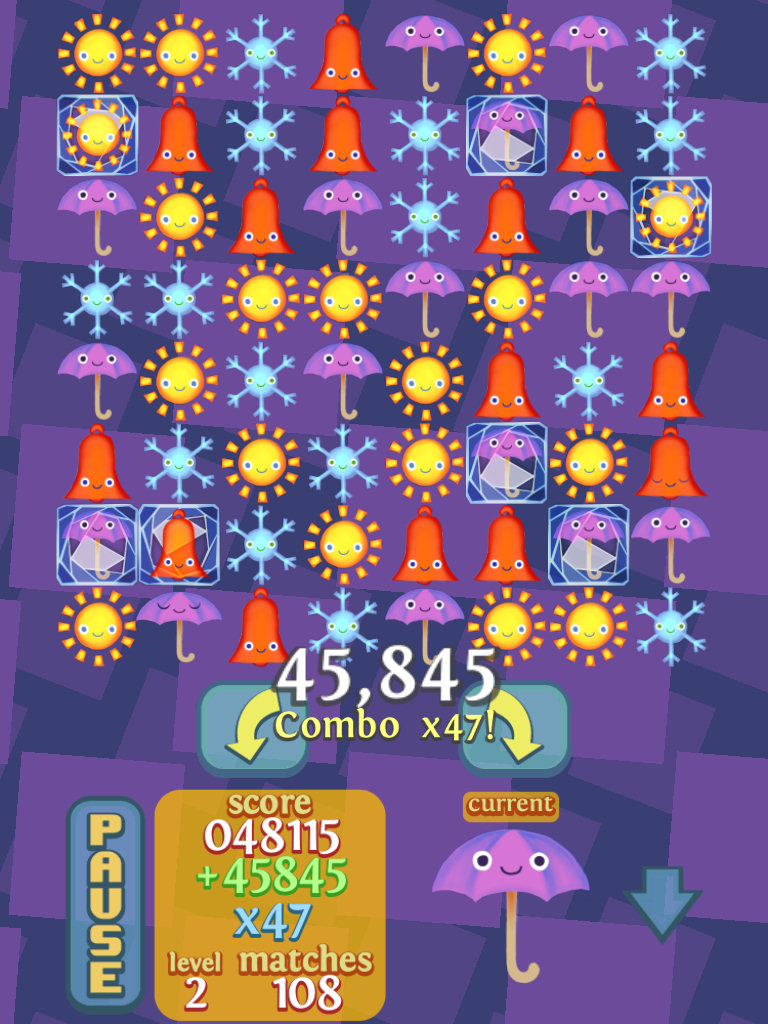 45,845
Combo x47!
PAUSE
score
048115
+45845
x47
level matches
2 108
current